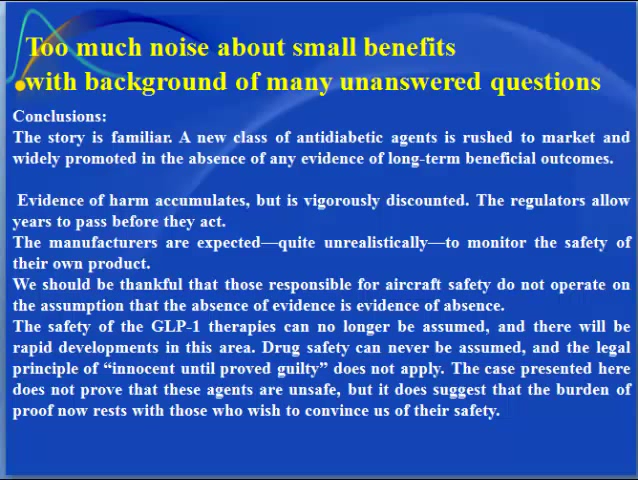 Too much noise about small benefits
with background of many unanswered questions
Conclusions:
The story is familiar. A new class of antidiabetic agents is rushed to market and
widely promoted in the absence of any evidence of long-term beneficial outcomes.
Evidence of harm accumulates, but is vigorously discounted. The regulators allow
years to pass before they act.
The manufacturers are expected—quite unrealistically—to monitor the safety of
their own product.
We should be thankful that those responsible for aircraft safety do not operate on
the assumption that the absence of evidence is evidence of absence.
The safety of the GLP-1 therapies can no longer be assumed, and there will be
rapid developments in this area. Drug safety can never be assumed, and the legal
principle of “innocent until proved guilty” does not apply. The case presented here
does not prove that these agents are unsafe, but it does suggest that the burden of
proof now rests with those who wish to convince us of their safety.